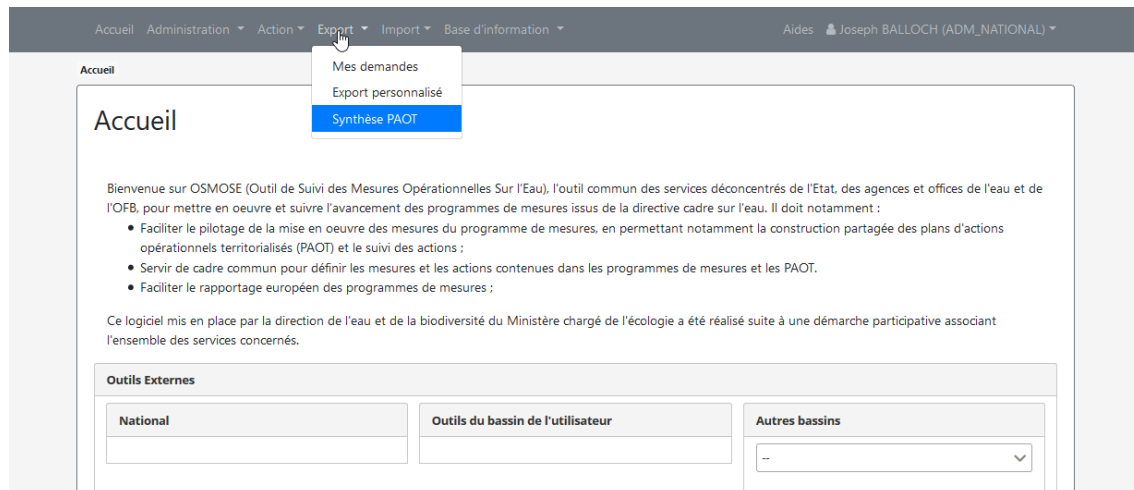 Accueil Administration Action Export Import Base d'information Aides Joseph BALLOCH (ADM_NATIONAL)
Mes demandes
Export personnalisé
Synthèse PAOT
Accueil
Accueil
Bienvenue sur OSMOSE (Outil de Suivi des Mesures Opérationnelles Sur l'Eau), l'outil commun des services déconcentrés de l'Etat, des agences et offices de l'eau et de
l'OFB, pour mettre en oeuvre et suivre l'avancement des programmes de mesures issus de la directive cadre sur l'eau. Il doit notamment :
• Faciliter le pilotage de la mise en oeuvre des mesures du programme de mesures, en permettant notamment la construction partagée des plans d'actions
opérationnels territorialisés (PAOT) et le suivi des actions ;
• Servir de cadre commun pour définir les mesures et les actions contenues dans les programmes de mesures et les PAOT.
• Faciliter le rapportage européen des programmes de mesures ;
Ce logiciel mis en place par la direction de l'eau et de la biodiversité du Ministère chargé de l'écologie a été réalisé suite à une démarche participative associant
l'ensemble des services concernés.
Outils Externes
National
Outils du bassin de l'utilisateur
Autres bassins
--